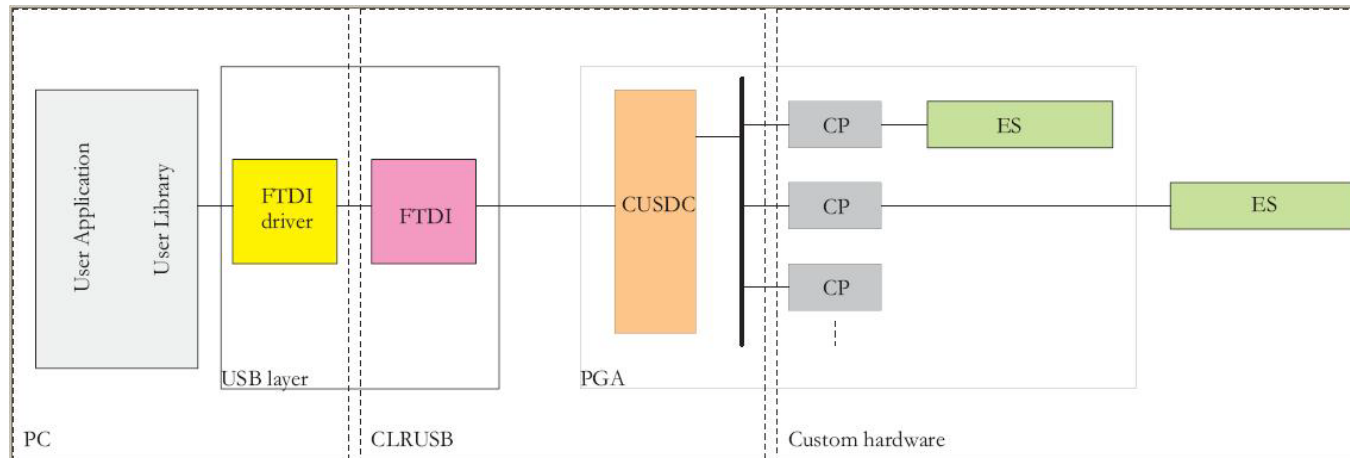 User Application
User Library
FTDI
driver
FTDI
CUSDC
CP
ES
CP
ES
CP
USB layer
PGA
PC
CLRUSB
Custom hardware